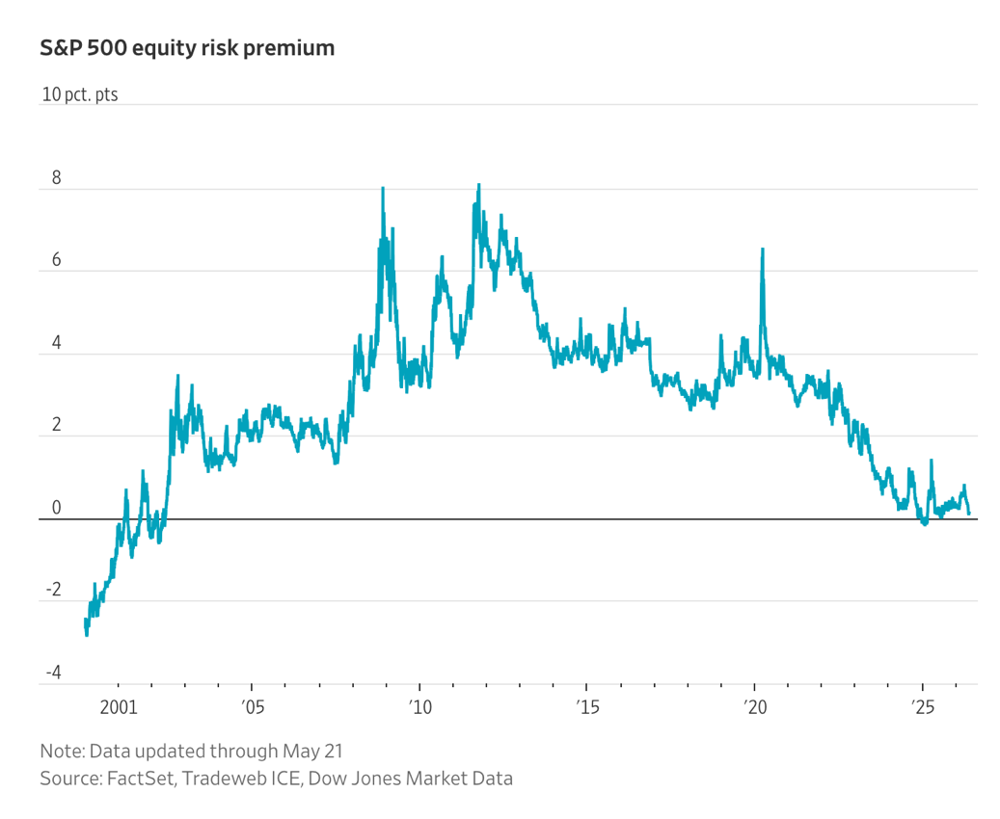 S&P 500 equity risk premium
10 pct. pts
8
6
4
2
0
-2
-4
2001 ’05 ’10 ’15 ’20 ’25
Note: Data updated through May 21
Source: FactSet, Tradeweb ICE, Dow Jones Market Data